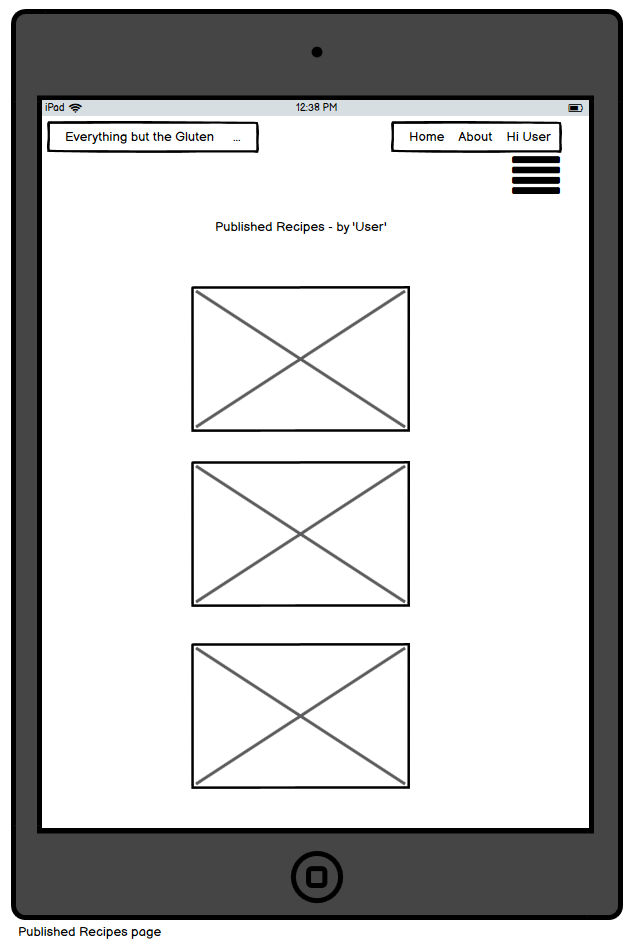 iPad 12:38 PM
Everything but the Gluten ... Home About Hi User
Published Recipes - by 'User'
Published Recipes page